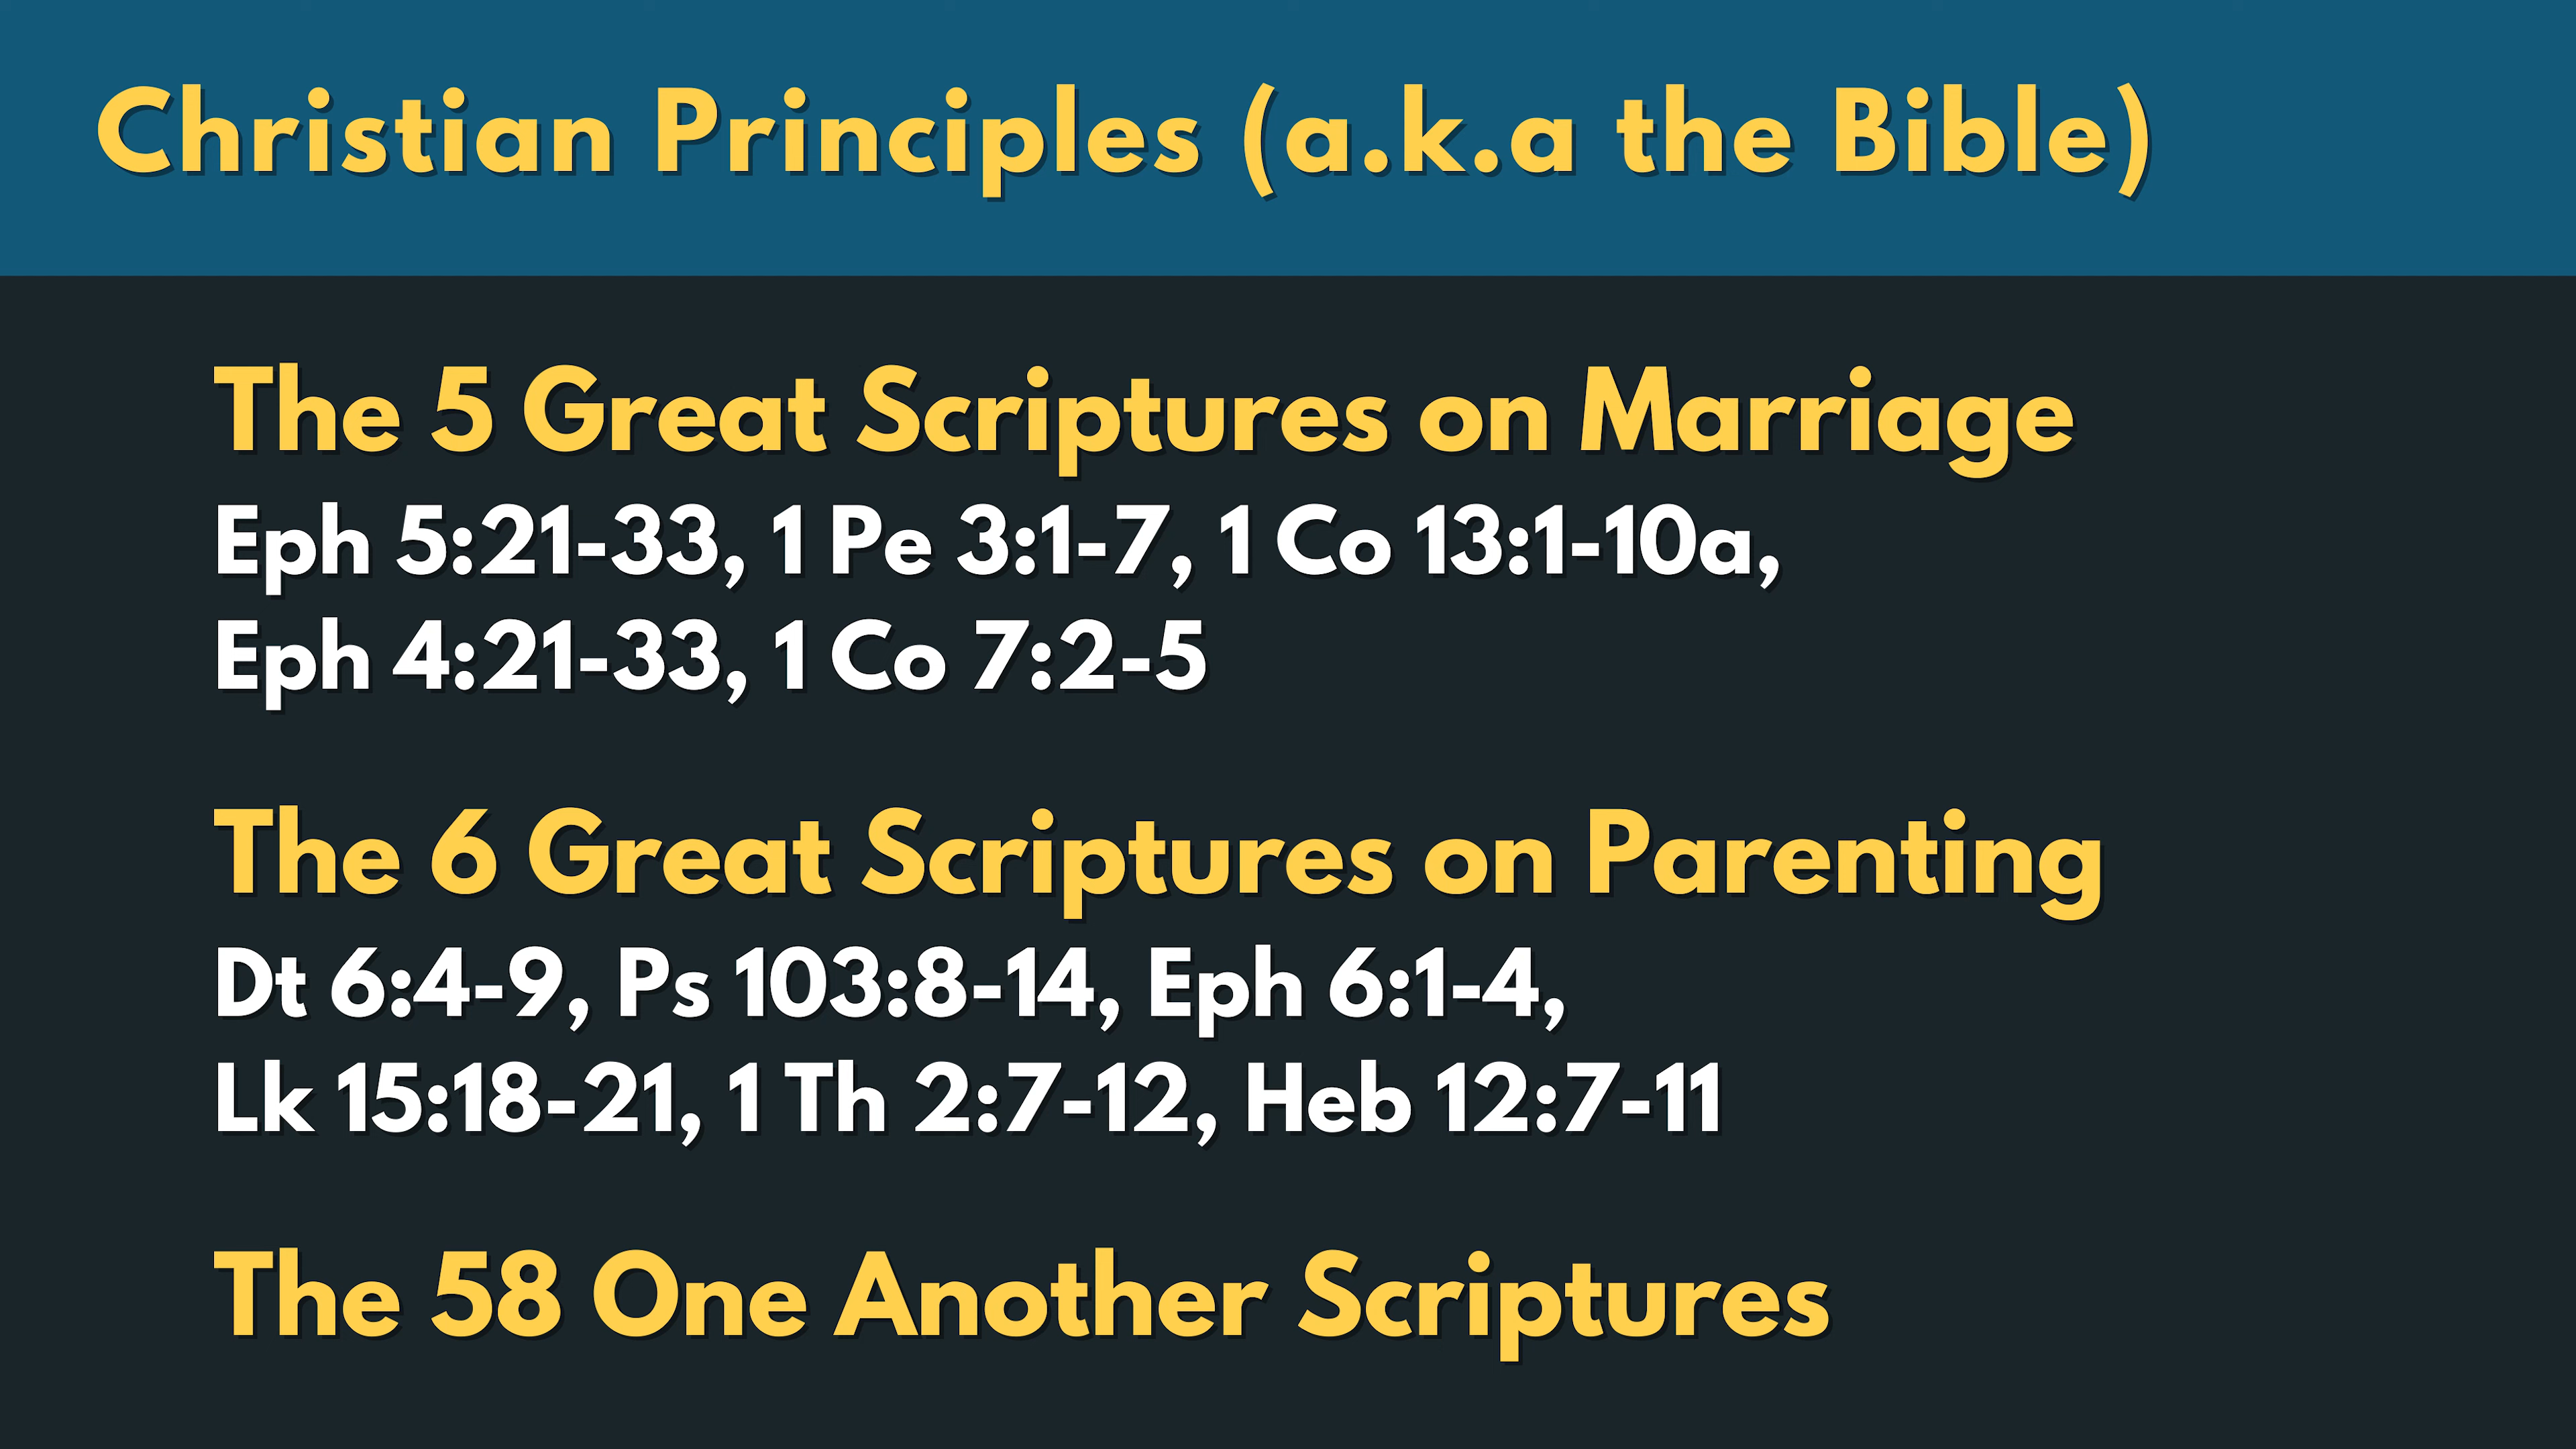 Christian Principles (a.k.a the Bible)
The 5 Great Scriptures on Marriage
Eph 5:21-33, 1 Pe 3:1-7, 1 Co 13:1-10a,
Eph 4:21-33, 1 Co 7:2-5
The 6 Great Scriptures on Parenting
Dt 6:4-9, Ps 103:8-14, Eph 6:1-4,
Lk 15:18-21, 1 Th 2:7-12, Heb 12:7-11
The 58 One Another Scriptures